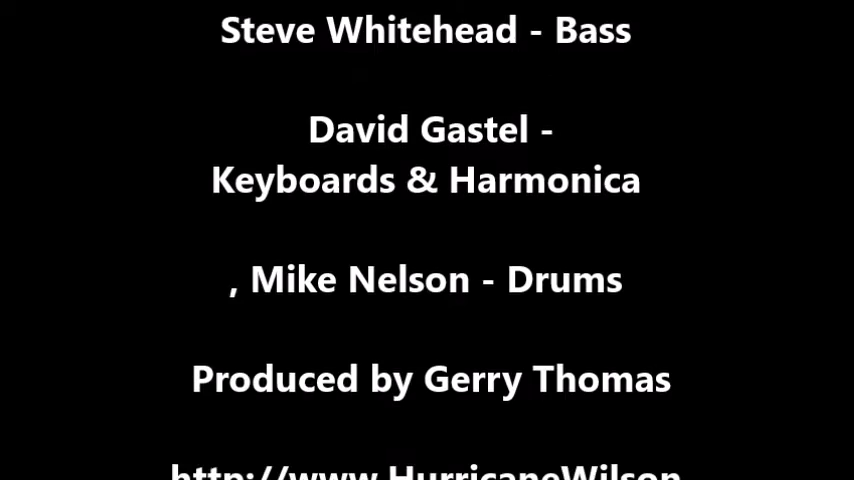 Steve Whitehead - Bass
David Gastel -
Keyboards & Harmonica
, Mike Nelson - Drums
Produced by Gerry Thomas
http://www.HurricaneWilson